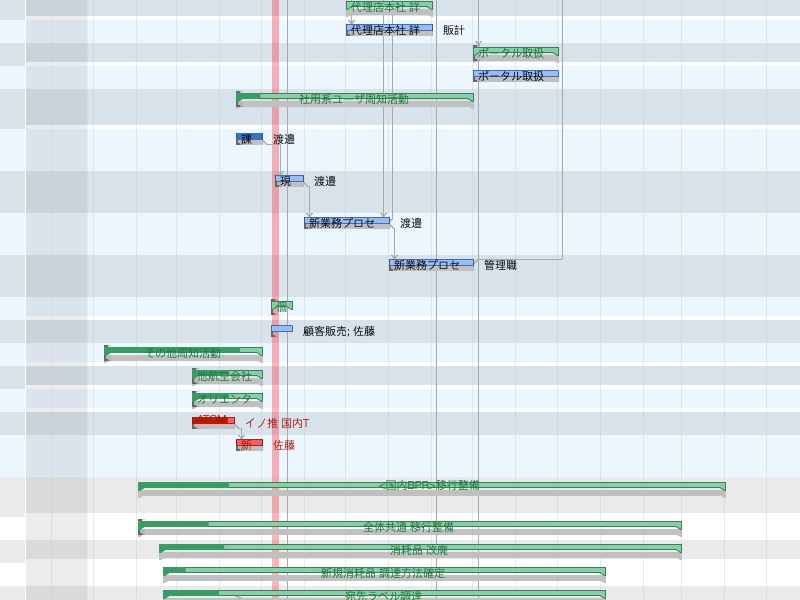 代理店本社 詳
代理店本社 詳 販計
ポータル取扱
ポータル取扱
社用系ユーザ周知活動
課 渡邉
現 渡邉
新業務プロセ 渡邉
新業務プロセ 管理職
顧客販売; 佐藤
その他周知活動
他航空会社
オリエンタ
イノ推 国内T
新 佐藤
<国内BPR>移行整備
全体共通 移行整備
消耗品 改廃
新規消耗品 調達方法確定
宛先ラベル調達